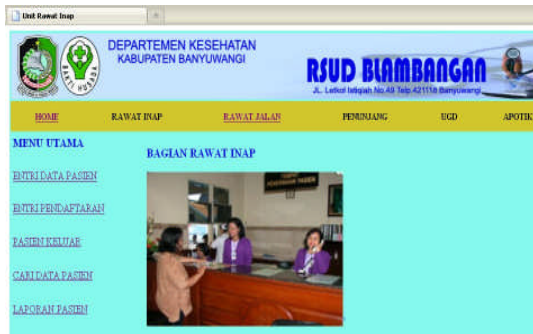 Unit Rawat Inap
DEPARTEMEN KESEHATAN
KABUPATEN BANYUWANGI
BAKTI HUSADA
RSUD BLAMBANGAN
JL. Letkol Istiqlah No.49 Telp.421118 Banyuwangi
HOME RAWAT INAP RAWAT JALAN PENUNJANG UGD APOTIK
MENU UTAMA
BAGIAN RAWAT INAP
ENTRI DATA PASIEN
ENTRI PENDAFTARAN
PASIEN KELUAR
CARI DATA PASIEN
LAPORAN PASIEN